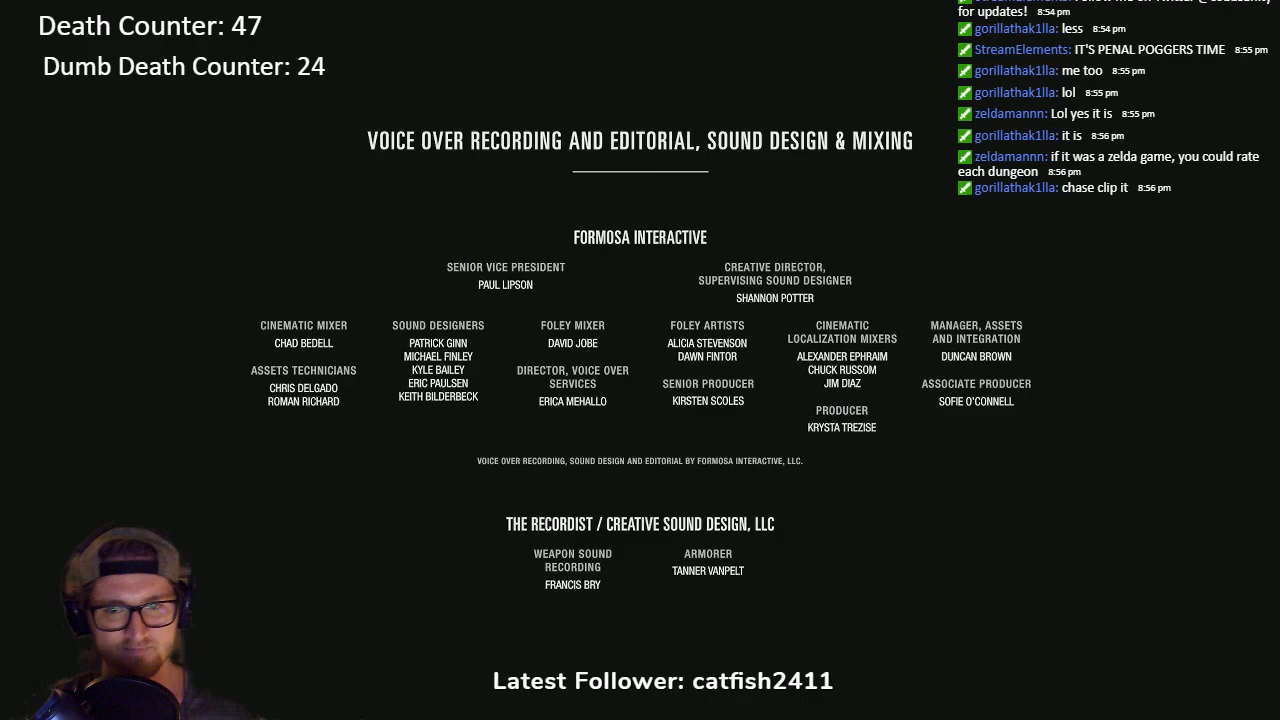 Death Counter: 47
Dumb Death Counter: 24
for updates! 8:54 pm
gorillathak1lla: less 8:54 pm
StreamElements: IT'S PENAL POGGERS TIME 8:55 pm
gorillathak1lla: me too 8:55 pm
gorillathak1lla: lol 8:55 pm
zeldamannn: Lol yes it is 8:55 pm
gorillathak1lla: it is 8:56 pm
zeldamannn: if it was a zelda game, you could rate
each dungeon 8:56 pm
gorillathak1lla: chase clip it 8:56 pm
VOICE OVER RECORDING AND EDITORIAL, SOUND DESIGN & MIXING
FORMOSA INTERACTIVE
SENIOR VICE PRESIDENT
PAUL LIPSON
CREATIVE DIRECTOR,
SUPERVISING SOUND DESIGNER
SHANNON POTTER
CINEMATIC MIXER
CHAD BEDELL
ASSETS TECHNICIANS
CHRIS DELGADO
ROMAN RICHARD
SOUND DESIGNERS
PATRICK GINN
MICHAEL FINLEY
KYLE BAILEY
ERIC PAULSEN
KEITH BILDERBECK
FOLEY MIXER
DAVID JOBE
DIRECTOR, VOICE OVER
SERVICES
ERICA MEHALLO
FOLEY ARTISTS
ALICIA STEVENSON
DAWN FINTOR
SENIOR PRODUCER
KIRSTEN SCOLES
CINEMATIC
LOCALIZATION MIXERS
ALEXANDER EPHRAIM
CHUCK RUSSOM
JIM DIAZ
PRODUCER
KRYSTA TREZISE
MANAGER, ASSETS
AND INTEGRATION
DUNCAN BROWN
ASSOCIATE PRODUCER
SOFIE O'CONNELL
VOICE OVER RECORDING, SOUND DESIGN AND EDITORIAL BY FORMOSA INTERACTIVE, LLC.
THE RECORDIST / CREATIVE SOUND DESIGN, LLC
WEAPON SOUND
RECORDING
FRANCIS BRY
ARMORER
TANNER VANPELT
Latest Follower: catfish2411